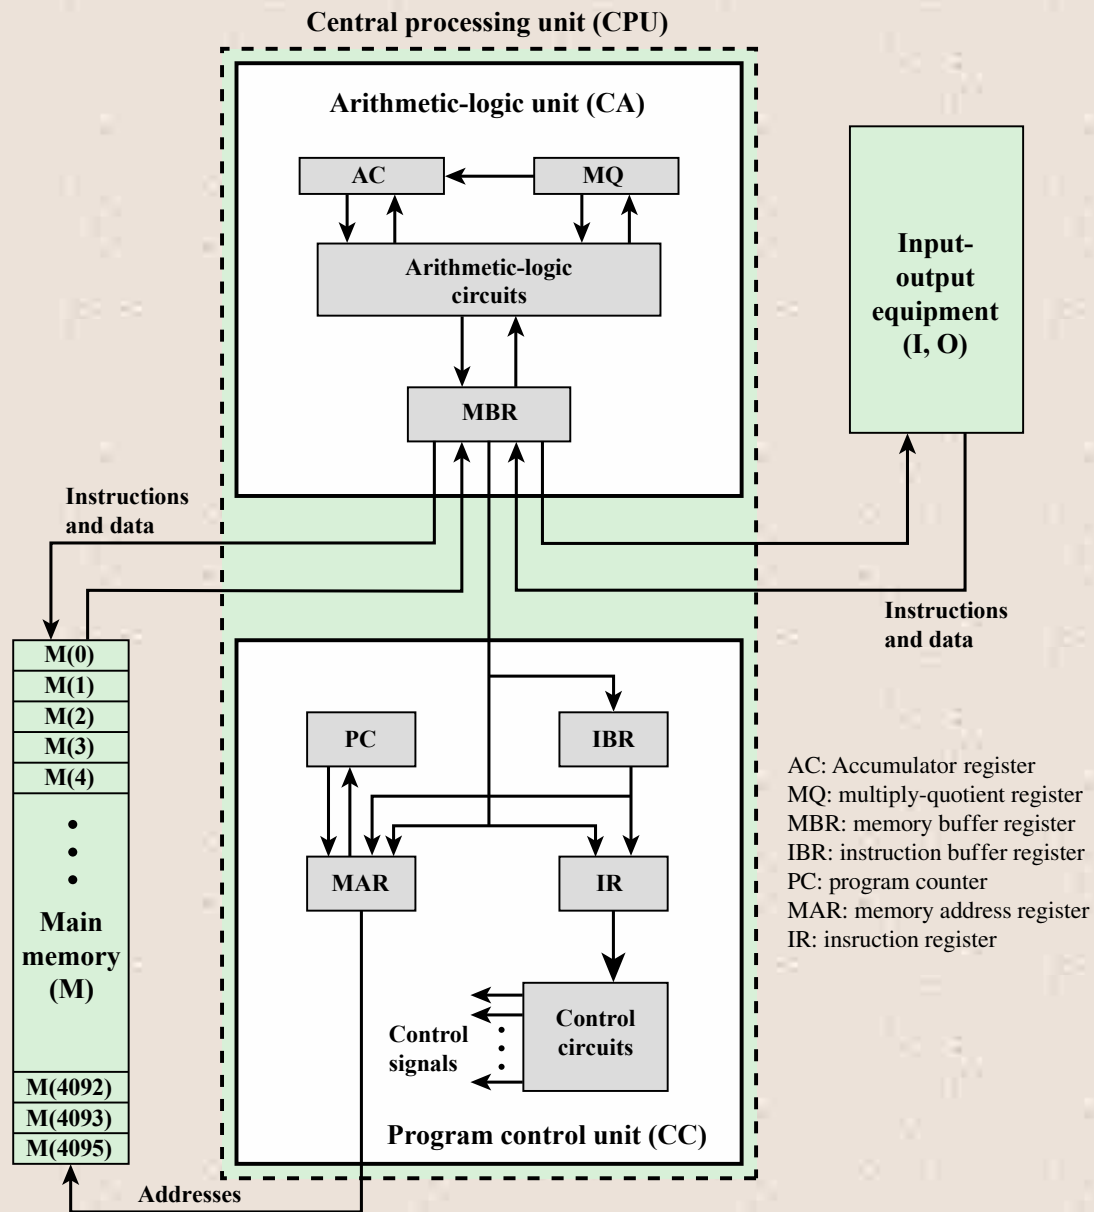 Central processing unit (CPU)
Arithmetic-logic unit (CA)
AC
MQ
Arithmetic-logic
circuits
MBR
Input-
output
equipment
(I, O)
Instructions
and data
Instructions
and data
M(0)
M(1)
M(2)
M(3)
M(4)
Main
memory
(M)
M(4092)
M(4093)
M(4095)
PC
IBR
MAR
IR
Control
circuits
Control
signals
Program control unit (CC)
Addresses
AC: Accumulator register
MQ: multiply-quotient register
MBR: memory buffer register
IBR: instruction buffer register
PC: program counter
MAR: memory address register
IR: insruction register